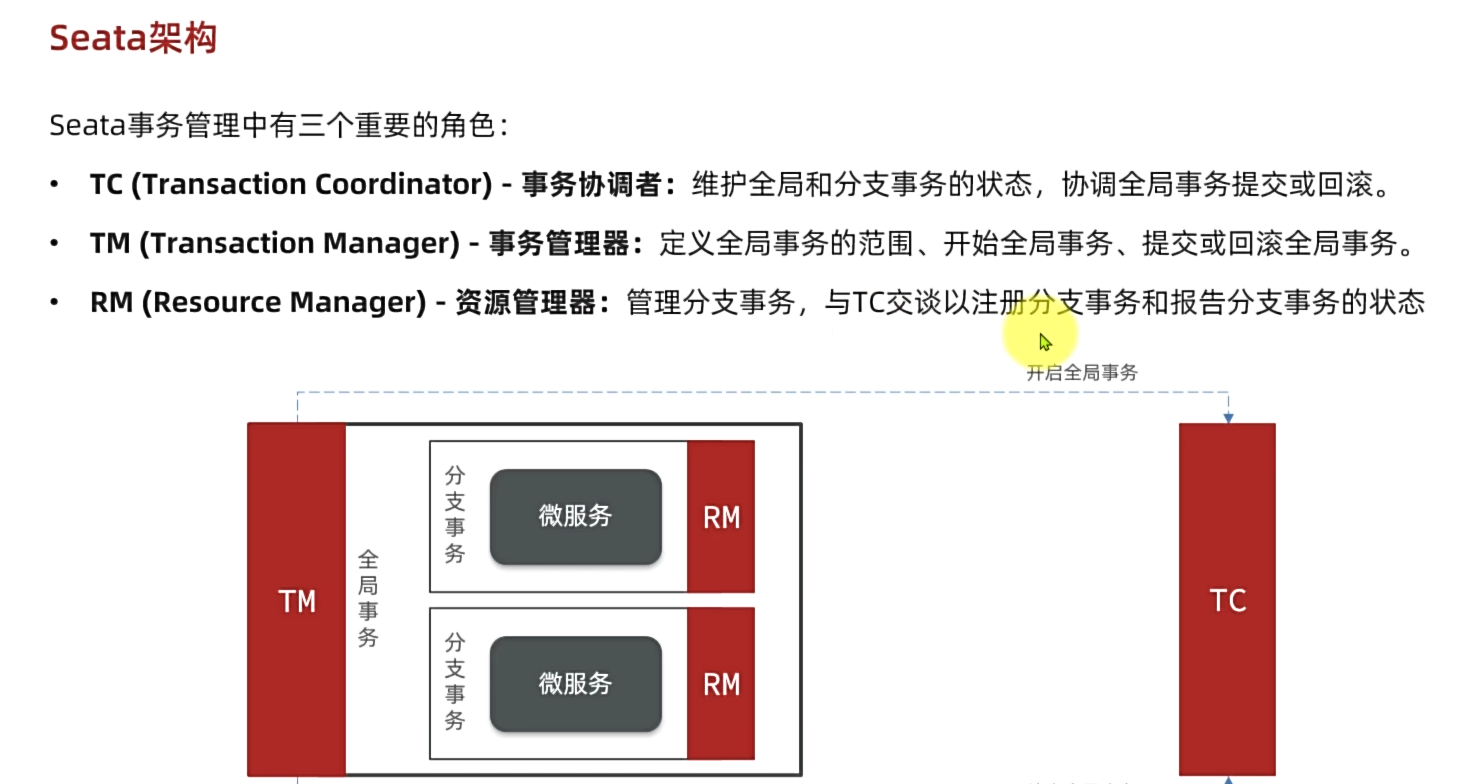 Seata架构
Seata事务管理中有三个重要的角色：
• TC (Transaction Coordinator) - 事务协调者：维护全局和分支事务的状态，协调全局事务提交或回滚。
• TM (Transaction Manager) - 事务管理器：定义全局事务的范围、开始全局事务、提交或回滚全局事务。
• RM (Resource Manager) - 资源管理器：管理分支事务，与TC交谈以注册分支事务和报告分支事务的状态
开启全局事务
TM
全局事务
分支事务
微服务
RM
分支事务
微服务
RM
TC